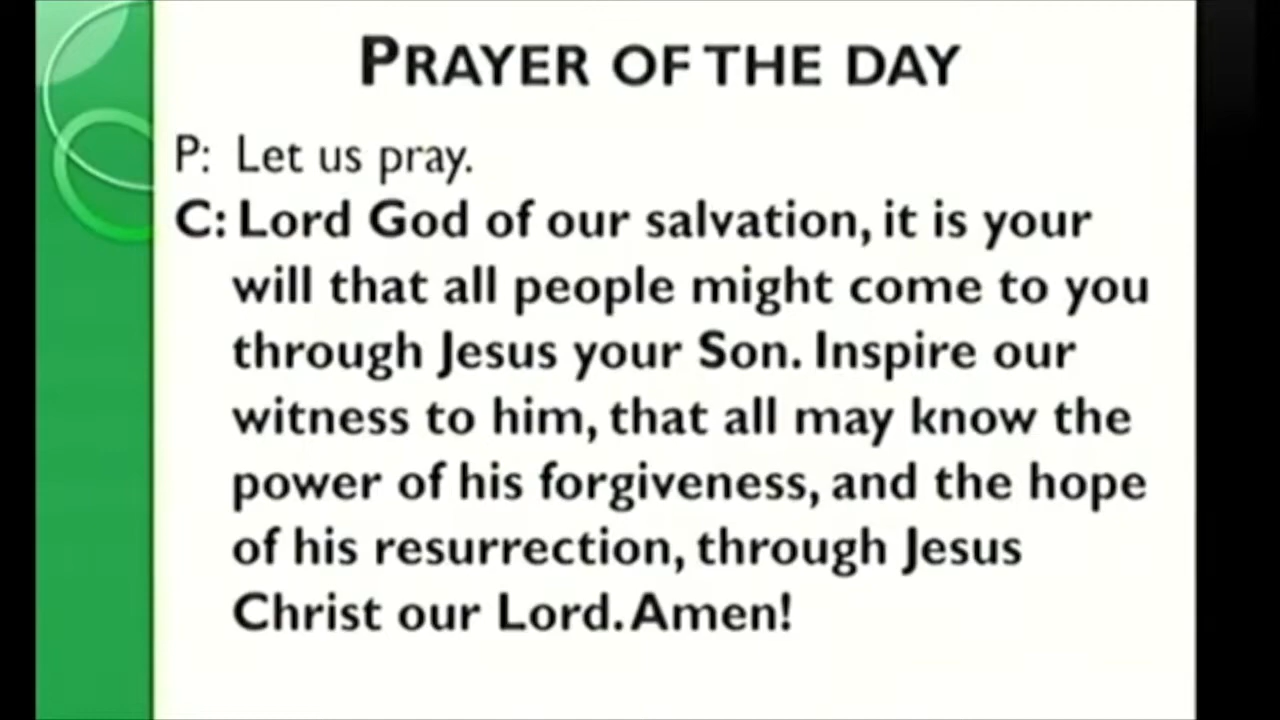 PRAYER OF THE DAY
P: Let us pray.
C: Lord God of our salvation, it is your
will that all people might come to you
through Jesus your Son. Inspire our
witness to him, that all may know the
power of his forgiveness, and the hope
of his resurrection, through Jesus
Christ our Lord. Amen!